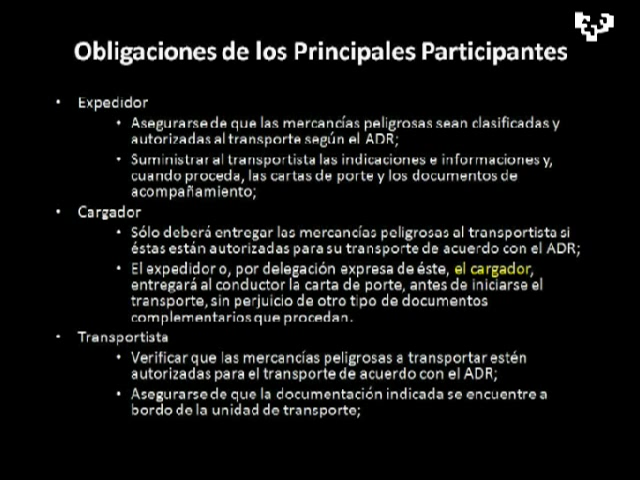 Obligaciones de los Principales Participantes
• Expedidor
• Asegurarse de que las mercancías peligrosas sean clasificadas y
autorizadas al transporte según el ADR;
• Suministrar al transportista las indicaciones e informaciones y,
cuando proceda, las cartas de porte y los documentos de
acompañamiento;
• Cargador
• Sólo deberá entregar las mercancías peligrosas al transportista si
éstas están autorizadas para su transporte de acuerdo con el ADR;
• El expedidor o, por delegación expresa de éste, el cargador,
entregará al conductor la carta de porte, antes de iniciarse el
transporte, sin perjuicio de otro tipo de documentos
complementarios que procedan.
• Transportista
• Verificar que las mercancías peligrosas a transportar estén
autorizadas para el transporte de acuerdo con el ADR;
• Asegurarse de que la documentación indicada se encuentre a
bordo de la unidad de transporte;